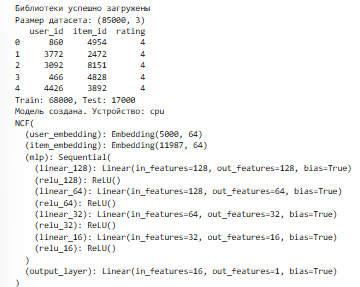 Библиотеки успешно загружены
Размер датасета: (85000, 3)
user_id item_id rating
0 860 4954 4
1 3772 2472 4
2 3092 8151 4
3 466 4828 4
4 4426 3892 4
Train: 68000, Test: 17000
Модель создана. Устройство: cpu
NCF(
(user_embedding): Embedding(5000, 64)
(item_embedding): Embedding(11987, 64)
(mlp): Sequential(
(linear_128): Linear(in_features=128, out_features=128, bias=True)
(relu_128): ReLU()
(linear_64): Linear(in_features=128, out_features=64, bias=True)
(relu_64): ReLU()
(linear_32): Linear(in_features=64, out_features=32, bias=True)
(relu_32): ReLU()
(linear_16): Linear(in_features=32, out_features=16, bias=True)
(relu_16): ReLU()
)
(output_layer): Linear(in_features=16, out_features=1, bias=True)
)